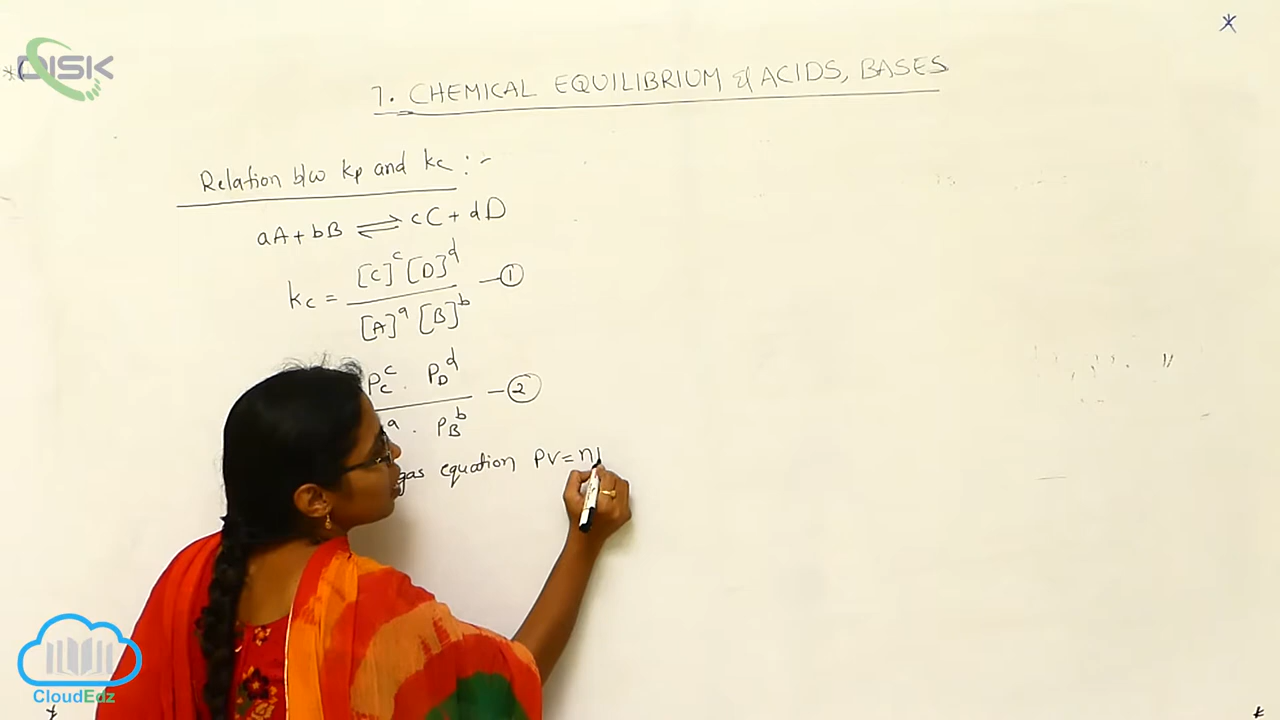 DISK
7. CHEMICAL EQUILIBRIUM & ACIDS, BASES
Relation b/w kp and kc :-
aA + bB ⇌ cC + dD
kc = [C]^c [D]^d / [A]^a [B]^b —①
P_C^c . P_D^d / ^a . P_B^b —②
gas equation PV = n
CloudEdz